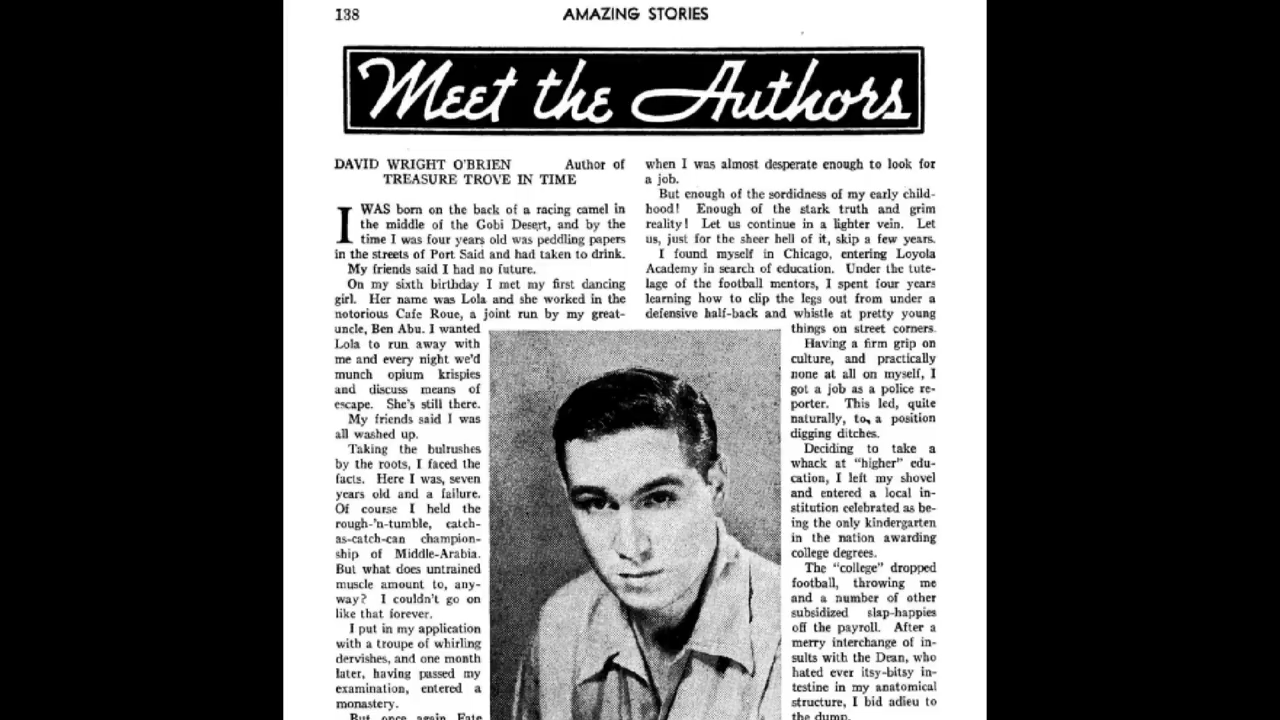 138
AMAZING STORIES
Meet the Authors
DAVID WRIGHT O'BRIEN Author of
TREASURE TROVE IN TIME
I WAS born on the back of a racing camel in
the middle of the Gobi Desert, and by the
time I was four years old was peddling papers
in the streets of Port Said and had taken to drink.
My friends said I had no future.
On my sixth birthday I met my first dancing
girl. Her name was Lola and she worked in the
notorious Cafe Roue, a joint run by my great-
uncle, Ben Abu. I wanted
Lola to run away with
me and every night we'd
munch opium krispies
and discuss means of
escape. She's still there.
My friends said I was
all washed up.
Taking the bulrushes
by the roots, I faced the
facts. Here I was, seven
years old and a failure.
Of course I held the
rough-'n-tumble, catch-
as-catch-can champion-
ship of Middle-Arabia.
But what does untrained
muscle amount to, any-
way? I couldn't go on
like that forever.
I put in my application
with a troupe of whirling
dervishes, and one month
later, having passed my
examination, entered a
monastery.
But once again Fate
when I was almost desperate enough to look for
a job.
But enough of the sordidness of my early child-
hood! Enough of the stark truth and grim
reality! Let us continue in a lighter vein. Let
us, just for the sheer hell of it, skip a few years.
I found myself in Chicago, entering Loyola
Academy in search of education. Under the tute-
lage of the football mentors, I spent four years
learning how to clip the legs out from under a
defensive half-back and whistle at pretty young
things on street corners.
Having a firm grip on
culture, and practically
none at all on myself, I
got a job as a police re-
porter. This led, quite
naturally, to, a position
digging ditches.
Deciding to take a
whack at "higher" edu-
cation, I left my shovel
and entered a local in-
stitution celebrated as be-
ing the only kindergarten
in the nation awarding
college degrees.
The "college" dropped
football, throwing me
and a number of other
subsidized slap-happies
off the payroll. After a
merry interchange of in-
sults with the Dean, who
hated ever itsy-bitsy in-
testine in my anatomical
structure, I bid adieu to
the dump.